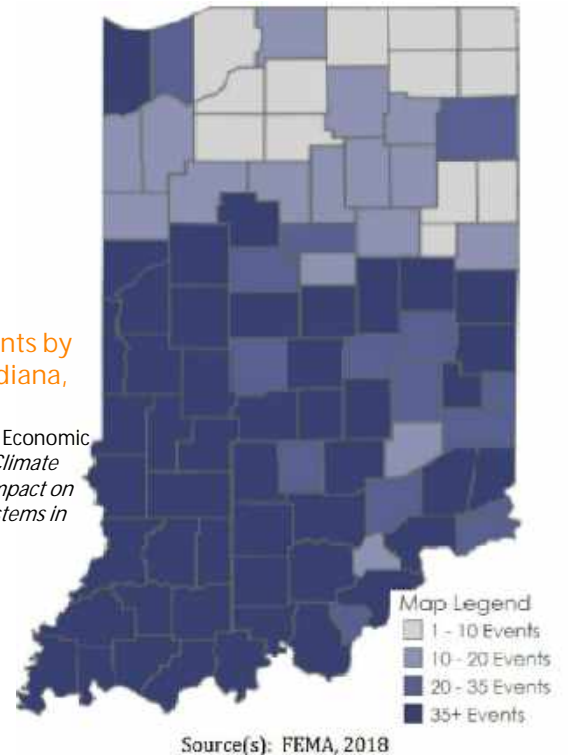 nts by
diana,
Economic
Climate
mpact on
stems in
Map Legend
1 - 10 Events
10 - 20 Events
20 - 35 Events
35+ Events
Source(s): FEMA, 2018